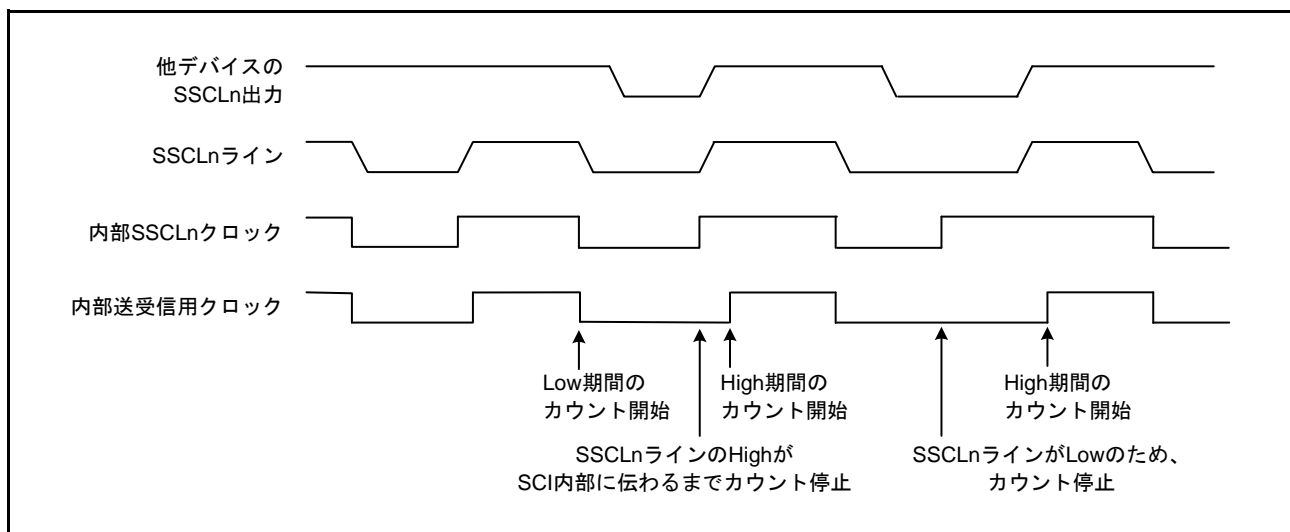 他デバイスの
SSCLn出力
SSCLnライン
内部SSCLnクロック
内部送受信用クロック
Low期間の
カウント開始
High期間の
カウント開始
High期間の
カウント開始
SSCLnラインのHighが
SCI内部に伝わるまでカウント停止
SSCLnラインがLowのため、
カウント停止